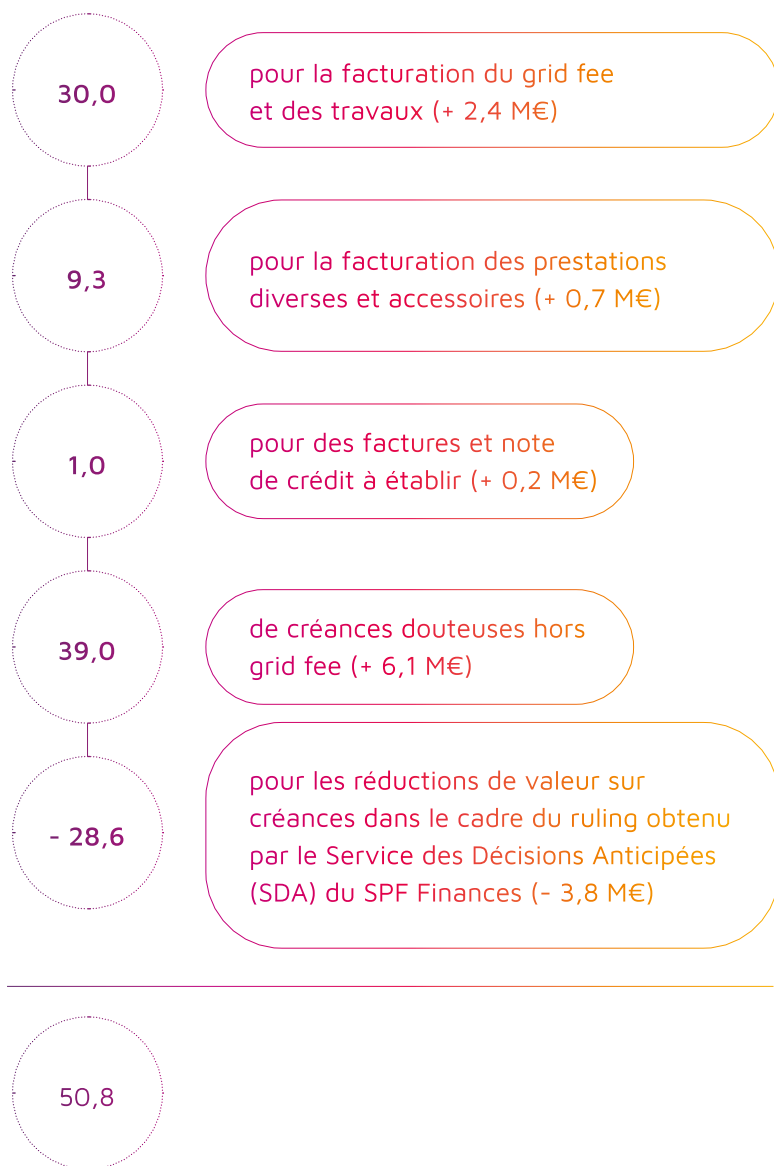 30,0
pour la facturation du grid fee
et des travaux (+ 2,4 M€)
9,3
pour la facturation des prestations
diverses et accessoires (+ 0,7 M€)
1,0
pour des factures et note
de crédit à établir (+ 0,2 M€)
39,0
de créances douteuses hors
grid fee (+ 6,1 M€)
- 28,6
pour les réductions de valeur sur
créances dans le cadre du ruling obtenu
par le Service des Décisions Anticipées
(SDA) du SPF Finances (- 3,8 M€)
50,8